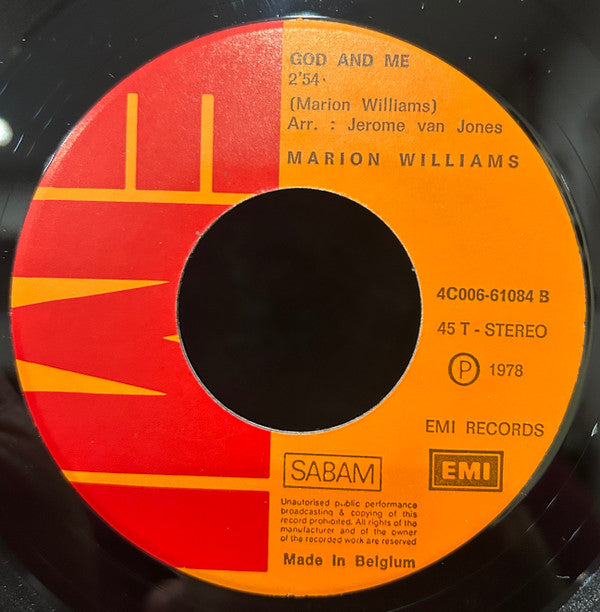 GOD AND ME
2'54
(Marion Williams)
Arr. : Jerome van Jones
MARION WILLIAMS
4C006-61084 B
45 T - STEREO
P 1978
EMI RECORDS
SABAM
EMI
Unauthorised public performance
broadcasting & copying of this
record prohibited. All rights of the
manufacturer and of the owner
of the recorded work are reserved
Made In Belgium